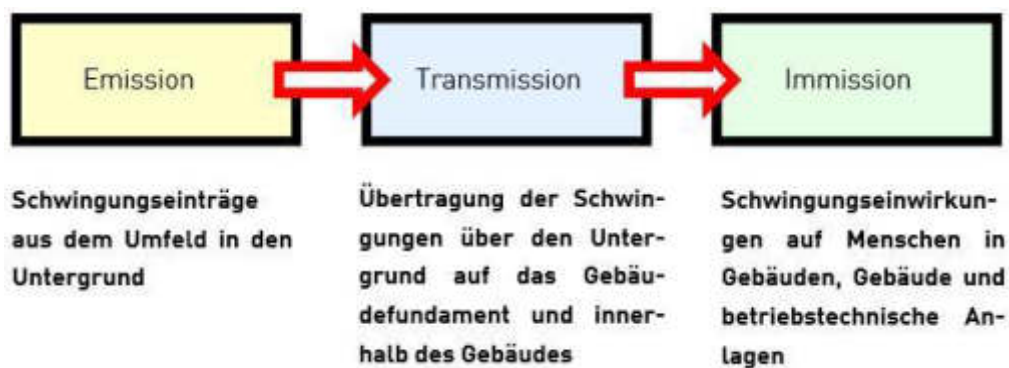 Emission
Transmission
Immission
Schwingungseinträge
aus dem Umfeld in den
Untergrund
Übertragung der Schwin-
gungen über den Unter-
grund auf das Gebäu-
defundament und inner-
halb des Gebäudes
Schwingungseinwirkun-
gen auf Menschen in
Gebäuden, Gebäude und
betriebstechnische An-
lagen